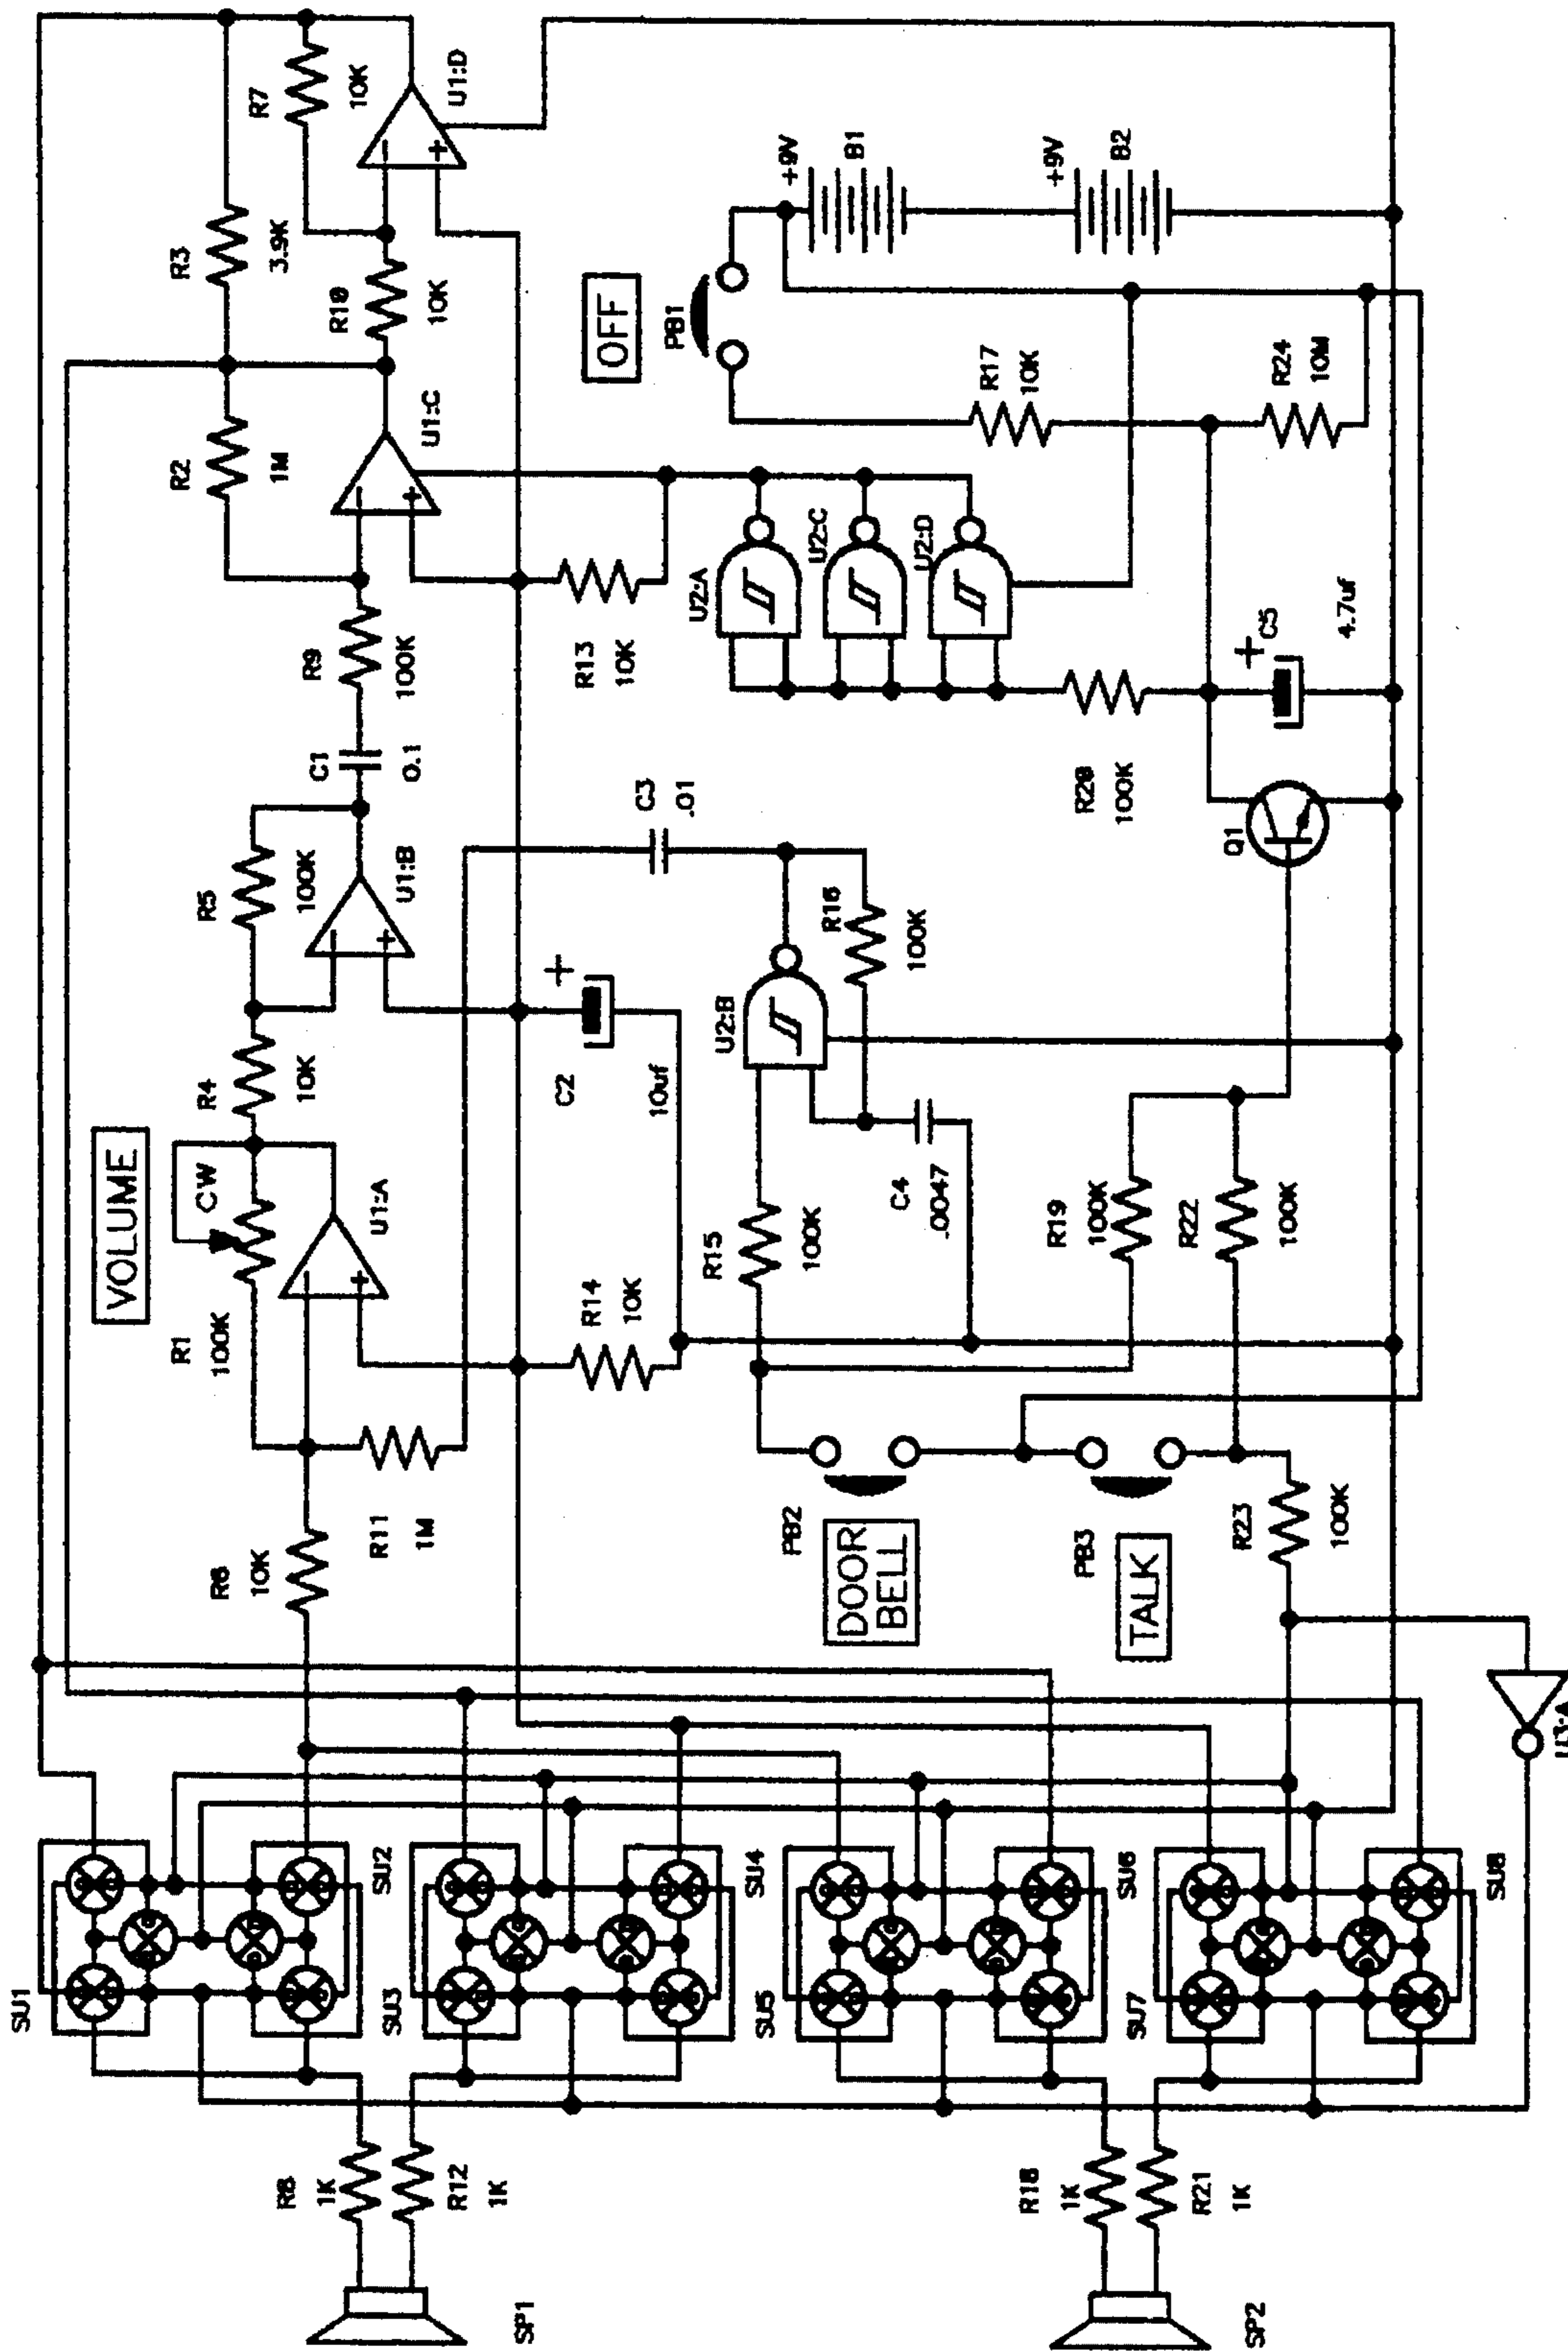 SU1
SU2
SU3
SU4
SU5
SU6
SU7
SU8
SP1
SP2
R8
1K
R12
1K
R18
1K
R21
1K
VOLUME
R1
100K
CW
R6
10K
R11
1M
U1:A
R4
10K
R5
100K
U1:B
C1
0.1
R9
100K
R2
1M
U1:C
R3
3.9K
R10
10K
R7
10K
U1:D
R14
10K
C2
10uf
+
C3
.01
R13
10K
U2:A
U2:C
U2:D
U2:B
R15
100K
R16
100K
C4
.0047
R19
100K
R22
100K
PB2
DOOR
BELL
PB3
TALK
R23
100K
Q1
R20
100K
C5
+
4.7uf
R17
10K
R24
10M
OFF
PB1
+9V
B1
+9V
B2
U3:A